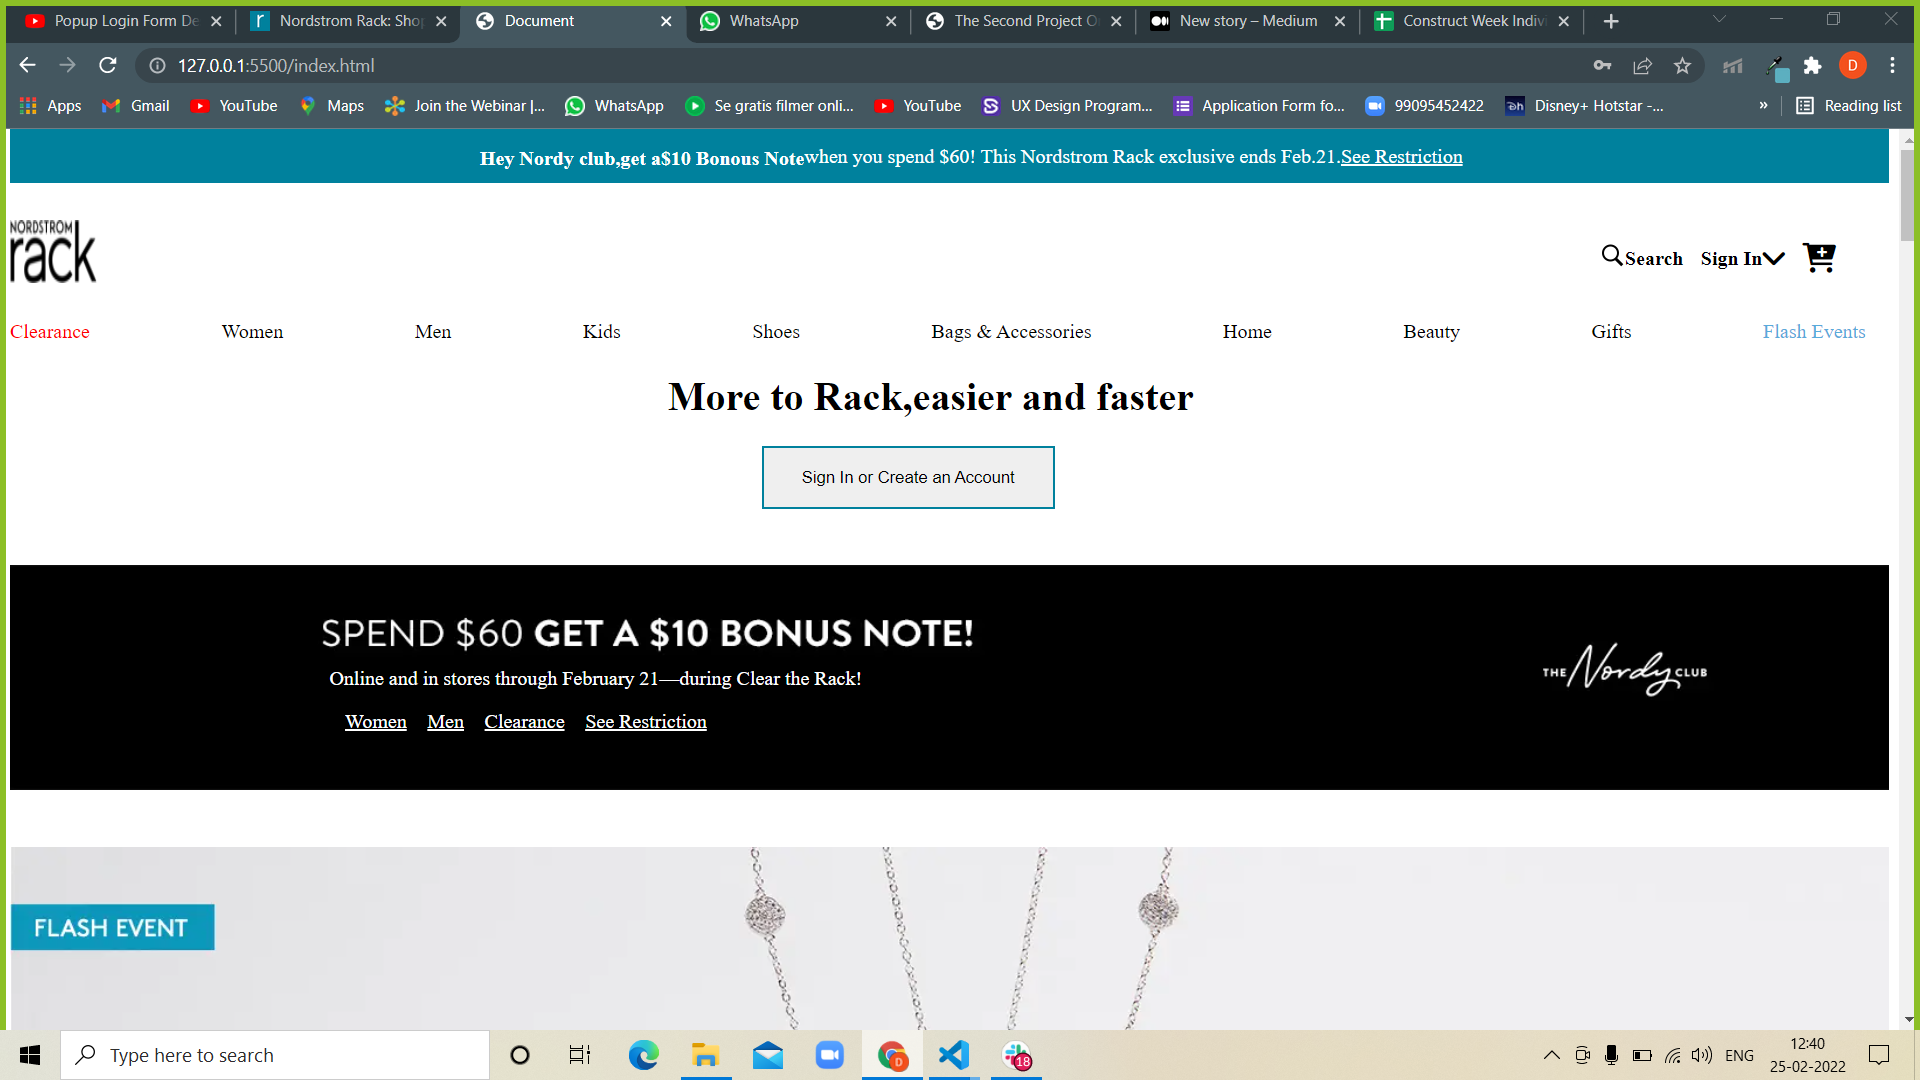 Popup Login Form De
Nordstrom Rack: Sho
Document
WhatsApp
The Second Project O
New story – Medium
Construct Week Indivi
127.0.0.1:5500/index.html
D
Apps
Gmail
YouTube
Maps
Join the Webinar |...
WhatsApp
Se gratis filmer onli...
YouTube
UX Design Program...
Application Form fo...
99095452422
Disney+ Hotstar -...
»
Reading list
Hey Nordy club,get a$10 Bonous Notewhen you spend $60! This Nordstrom Rack exclusive ends Feb.21.See Restriction
NORDSTROM
rack
Search
Sign In
Clearance
Women
Men
Kids
Shoes
Bags & Accessories
Home
Beauty
Gifts
Flash Events
More to Rack,easier and faster
Sign In or Create an Account
SPEND $60 GET A $10 BONUS NOTE!
Online and in stores through February 21—during Clear the Rack!
THE Nordy CLUB
Women
Men
Clearance
See Restriction
FLASH EVENT
Type here to search
D
18
ENG
12:40
25-02-2022